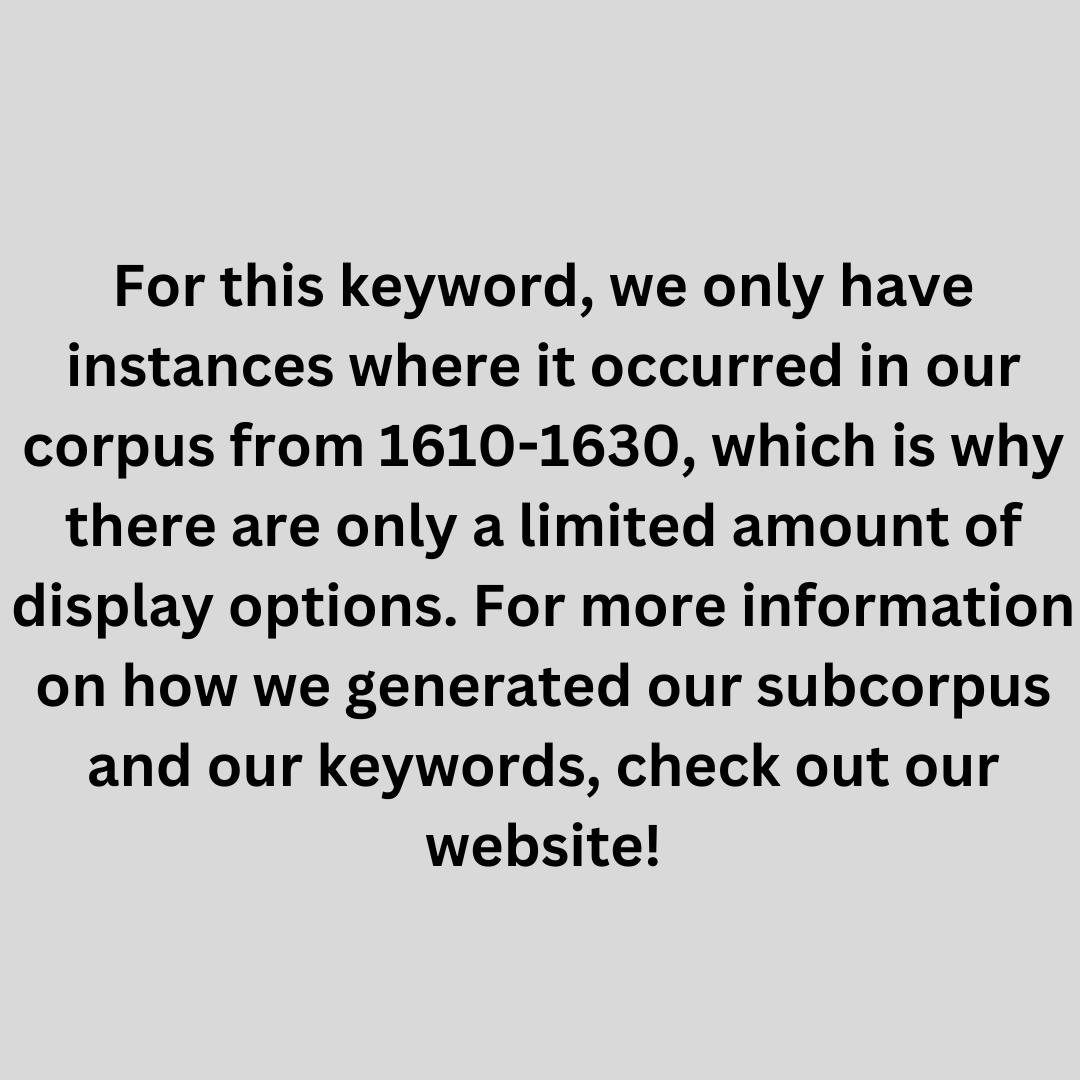 For this keyword, we only have
instances where it occurred in our
corpus from 1610-1630, which is why
there are only a limited amount of
display options. For more information
on how we generated our subcorpus
and our keywords, check out our
website!